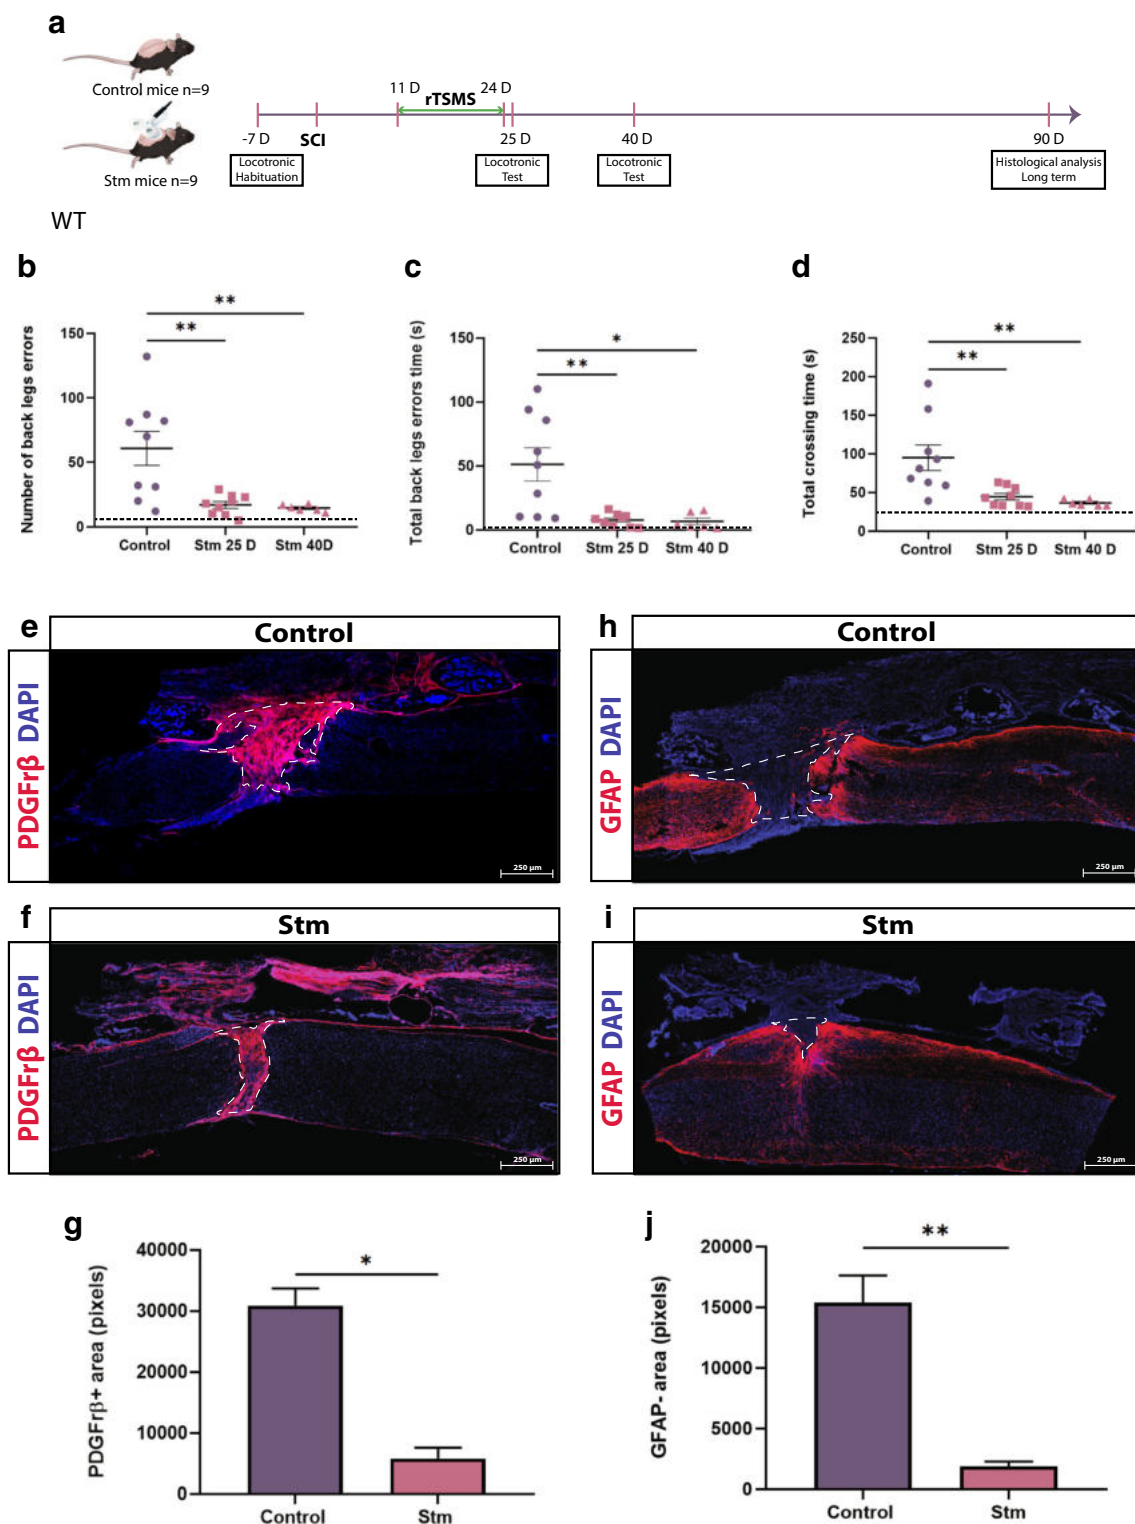 a
Control mice n=9
Stm mice n=9
11 D rTSMS 24 D
-7 D SCI 25 D 40 D 90 D
Locotronic Habituation
Locotronic Test
Locotronic Test
Histological analysis Long term
WT
b
**
**
Number of back legs errors
150
100
50
0
Control Stm 25 D Stm 40 D
c
*
**
Total back legs errors time (s)
150
100
50
0
Control Stm 25 D Stm 40 D
d
**
**
Total crossing time (s)
250
200
150
100
50
0
Control Stm 25 D Stm 40 D
e
Control
PDGFrβ DAPI
250 µm
h
Control
GFAP DAPI
250 µm
f
Stm
PDGFrβ DAPI
250 µm
i
Stm
GFAP DAPI
250 µm
g
*
PDGFrβ+ area (pixels)
40000
30000
20000
10000
0
Control Stm
j
**
GFAP- area (pixels)
20000
15000
10000
5000
0
Control Stm